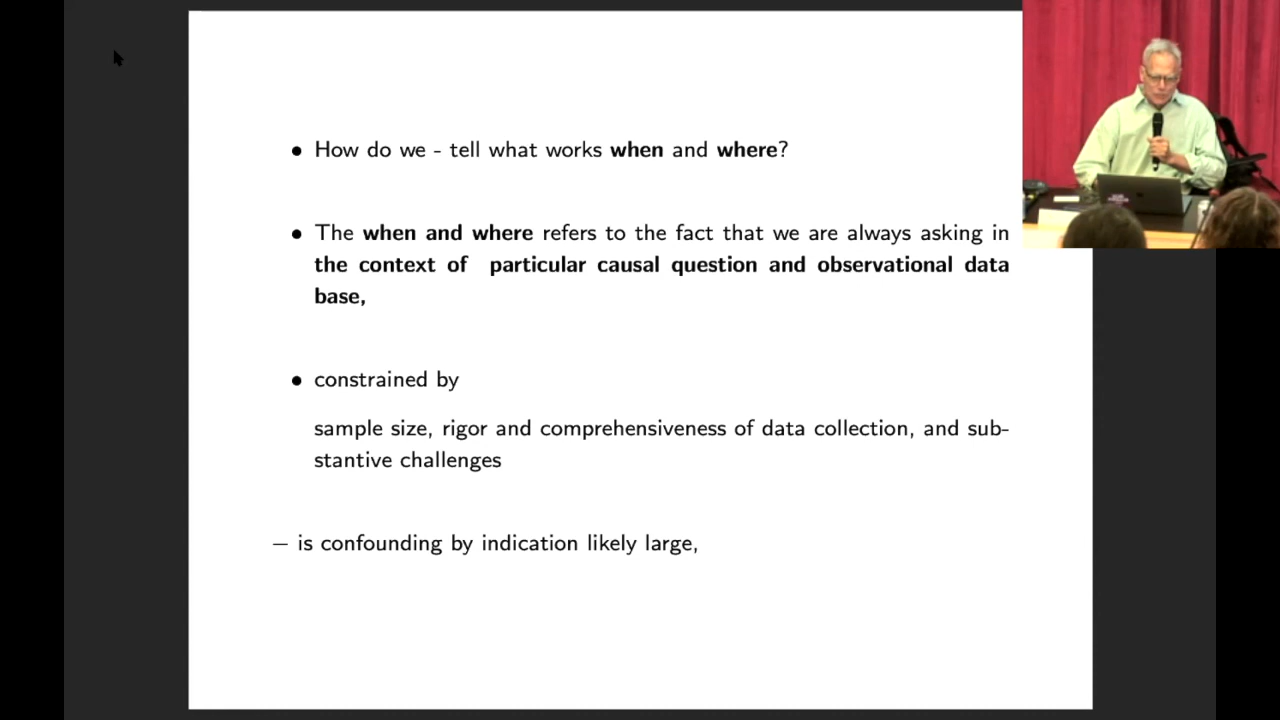 • How do we - tell what works when and where?
• The when and where refers to the fact that we are always asking in
the context of particular causal question and observational data
base,
• constrained by
sample size, rigor and comprehensiveness of data collection, and sub-
stantive challenges
– is confounding by indication likely large,